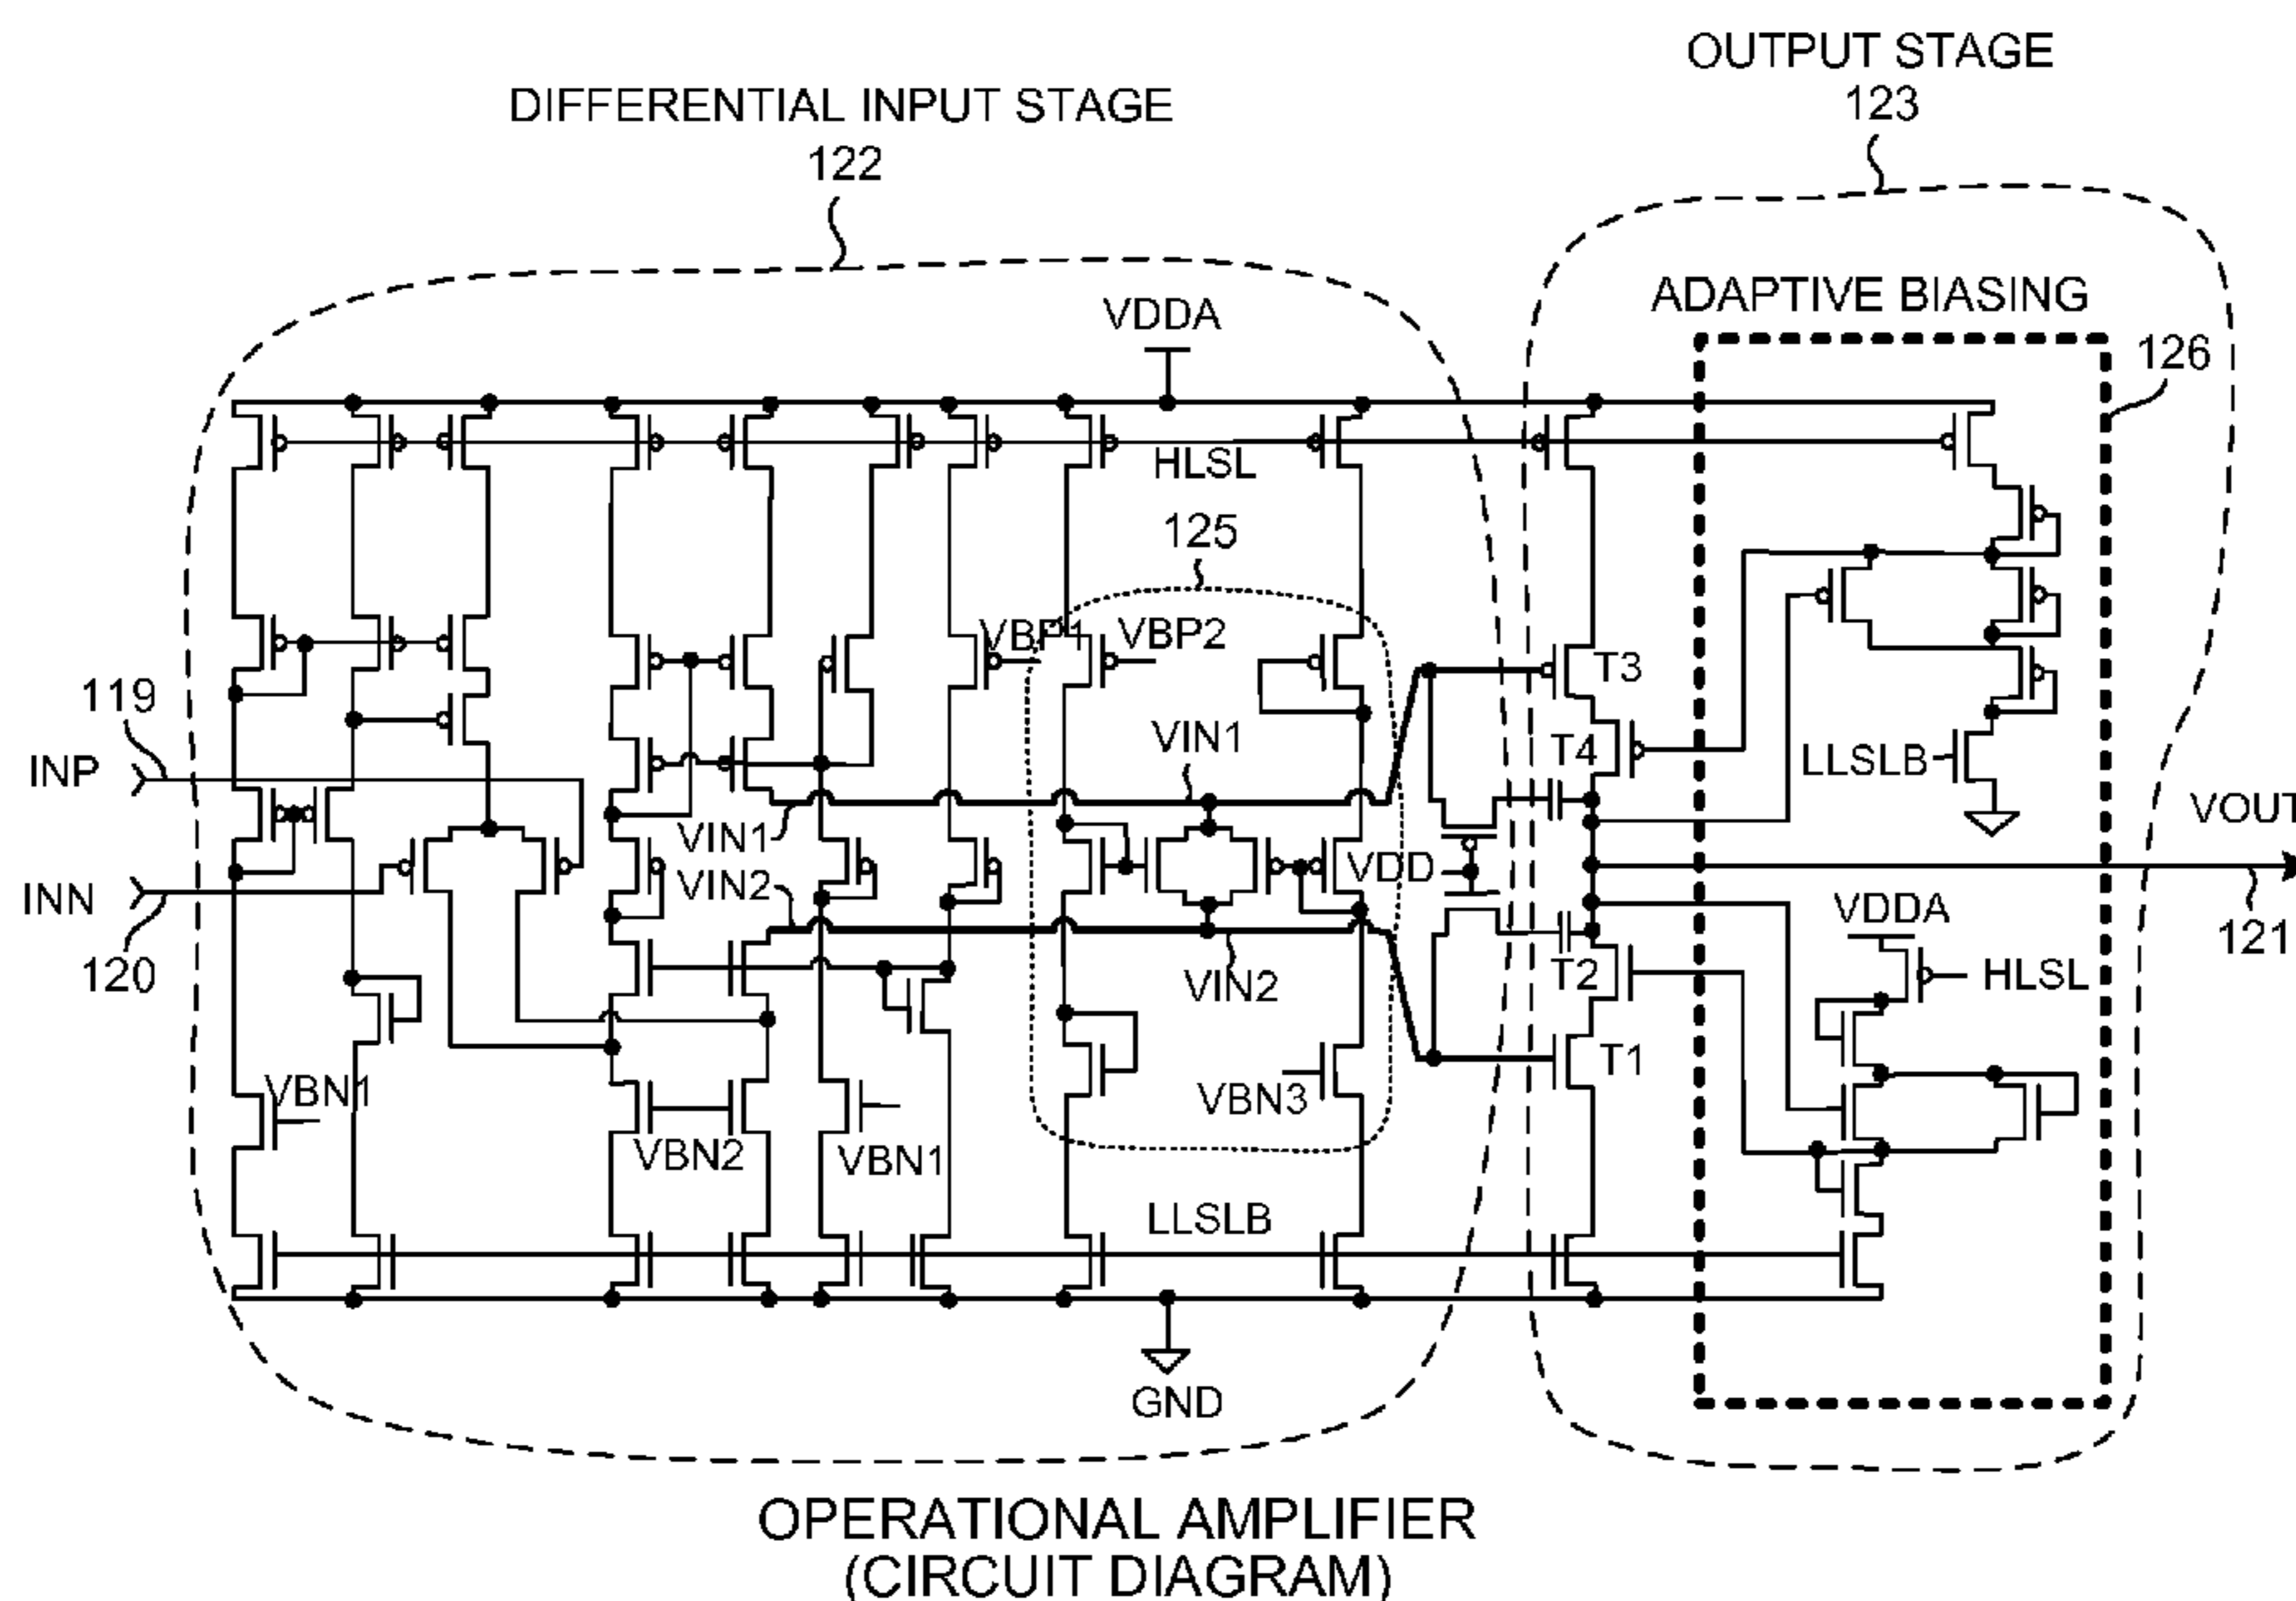 OUTPUT STAGE
123
DIFFERENTIAL INPUT STAGE
122
ADAPTIVE BIASING
126
VDDA
HLSL
125
VBP1
VBP2
T3
119
INP
VIN1
T4
LLSLB
VOUT
VIN1
VDD
INN
VIN2
VDDA
121
120
T2
HLSL
VIN2
VBN1
T1
VBN3
VBN2
VBN1
LLSLB
GND
OPERATIONAL AMPLIFIER
(CIRCUIT DIAGRAM)